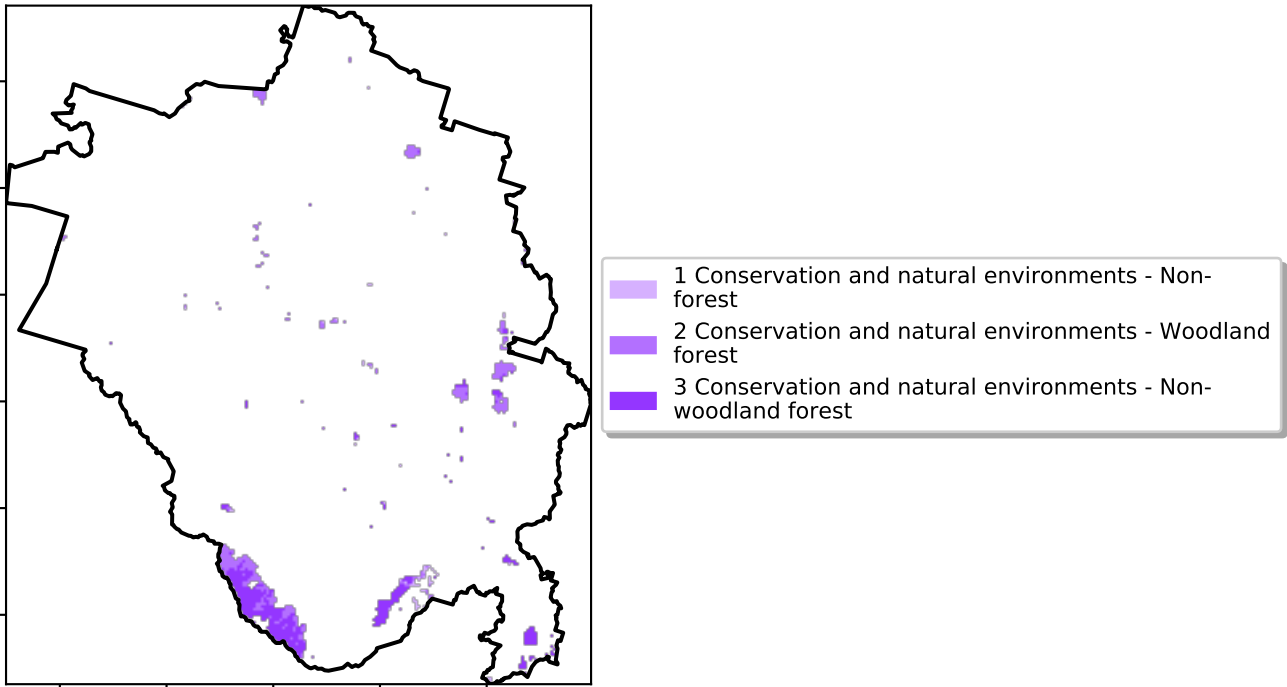 1 Conservation and natural environments - Non-
forest
2 Conservation and natural environments - Woodland
forest
3 Conservation and natural environments - Non-
woodland forest